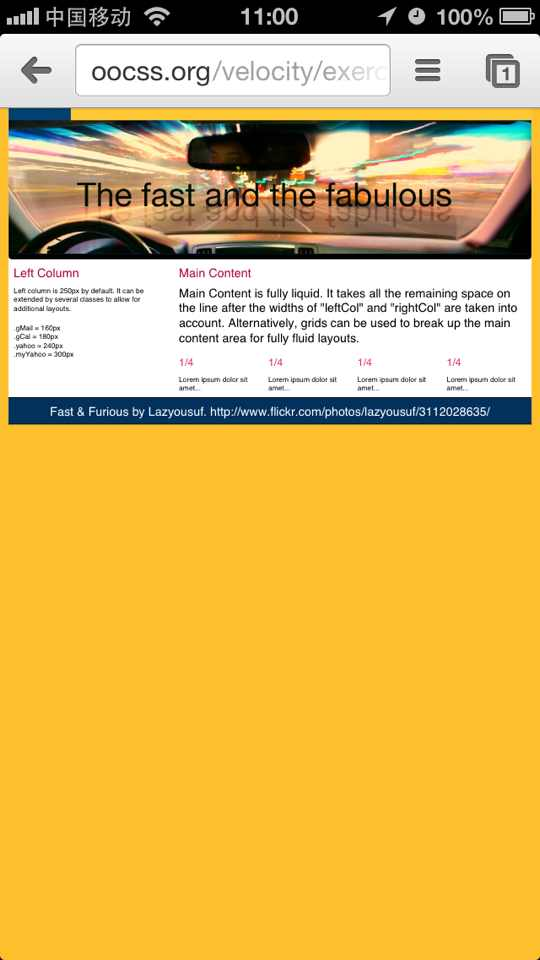 中国移动 11:00 100%
oocss.org/velocity/exerc
1
The fast and the fabulous
Left Column
Left column is 250px by default. It can be
extended by several classes to allow for
additional layouts.
.gMail = 160px
.gCal = 180px
.yahoo = 240px
.myYahoo = 300px
Main Content
Main Content is fully liquid. It takes all the remaining space on
the line after the widths of "leftCol" and "rightCol" are taken into
account. Alternatively, grids can be used to break up the main
content area for fully fluid layouts.
1/4 1/4 1/4 1/4
Lorem ipsum dolor sit Lorem ipsum dolor sit Lorem ipsum dolor sit Lorem ipsum dolor sit
amet... amet... amet... amet...
Fast & Furious by Lazyousuf. http://www.flickr.com/photos/lazyousuf/3112028635/